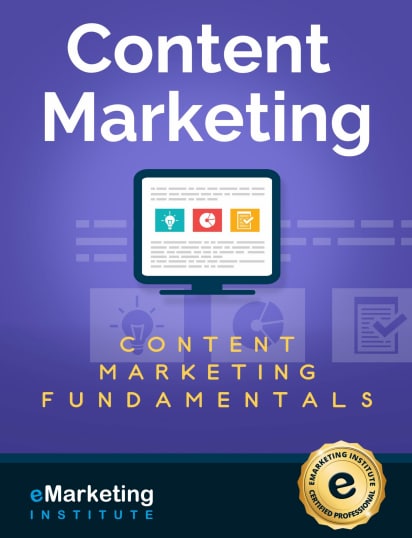 Content
Marketing
CONTENT
MARKETING
FUNDAMENTALS
eMarketing
INSTITUTE
EMARKETING INSTITUTE
e
CERTIFIED PROFESSIONAL